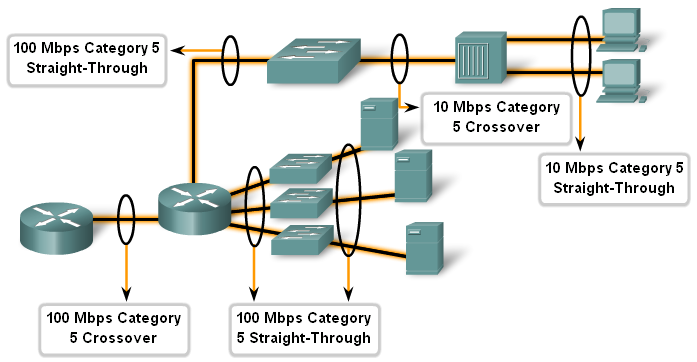 100 Mbps Category 5
Straight-Through
10 Mbps Category
5 Crossover
10 Mbps Category 5
Straight-Through
100 Mbps Category
5 Crossover
100 Mbps Category
5 Straight-Through